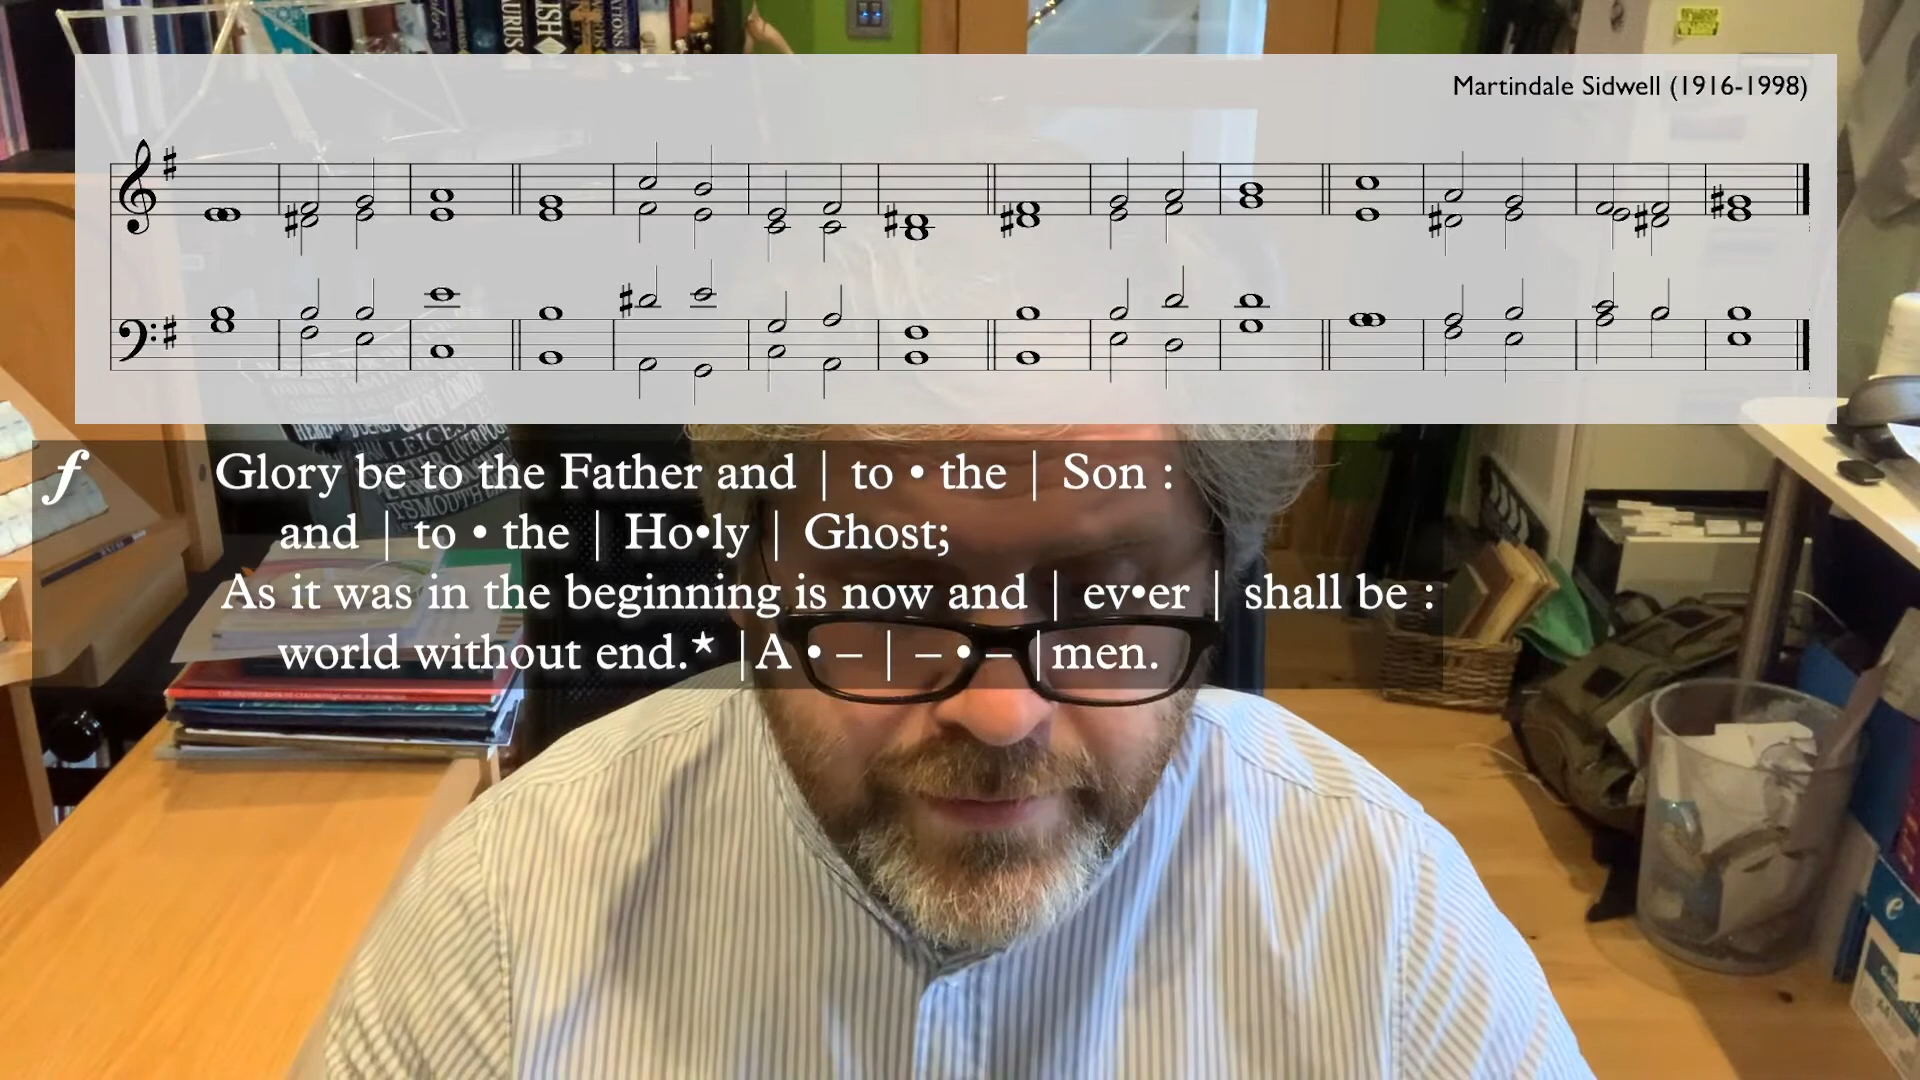 Martindale Sidwell (1916-1998)
f Glory be to the Father and | to • the | Son :
and | to • the | Ho•ly | Ghost;
As it was in the beginning is now and | ev•er | shall be :
world without end.* |A • – | – • – |men.